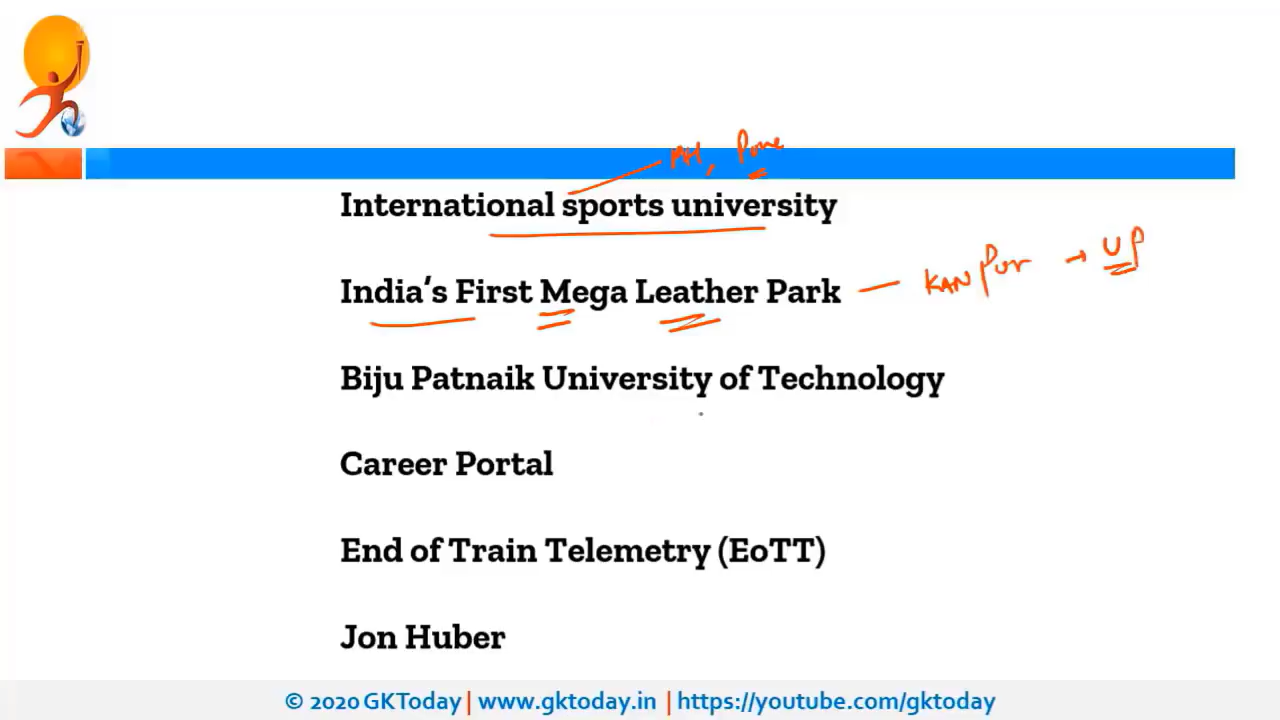 MH, Pune
International sports university
India's First Mega Leather Park – KANPUR → UP
Biju Patnaik University of Technology
Career Portal
End of Train Telemetry (EoTT)
Jon Huber
© 2020 GKToday | www.gktoday.in | https://youtube.com/gktoday